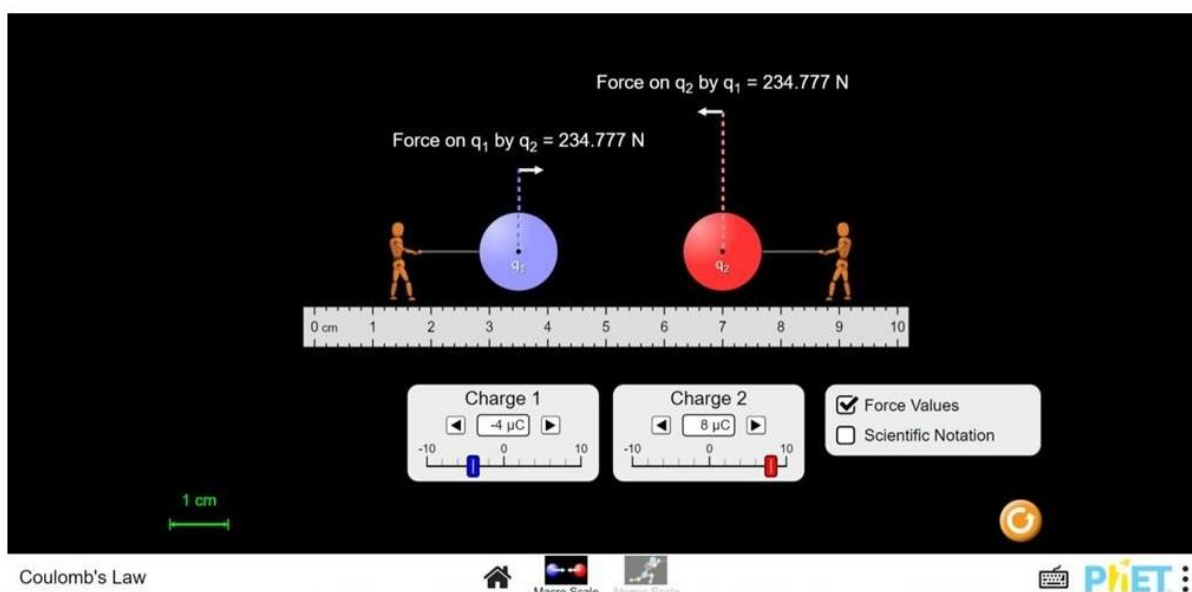 Force on q₂ by q₁ = 234.777 N
Force on q₁ by q₂ = 234.777 N
q₁
q₂
0 cm 1 2 3 4 5 6 7 8 9 10
Charge 1
-4 μC
-10 0 10
Charge 2
8 μC
-10 0 10
Force Values
Scientific Notation
1 cm
Coulomb's Law
Macro Scale
Atomic Scale
PhET